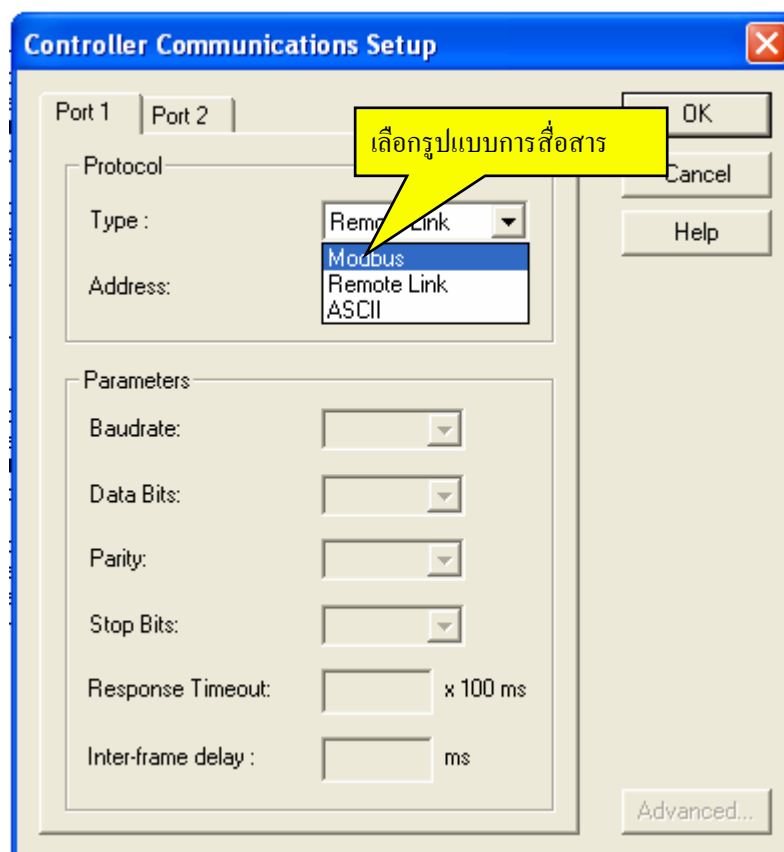 Controller Communications Setup
Port 1
Port 2
เลือกรูปแบบการสื่อสาร
OK
Cancel
Help
Protocol
Type :
Remote Link
Modbus
Remote Link
ASCII
Address:
Parameters
Baudrate:
Data Bits:
Parity:
Stop Bits:
Response Timeout:
x 100 ms
Inter-frame delay :
ms
Advanced...